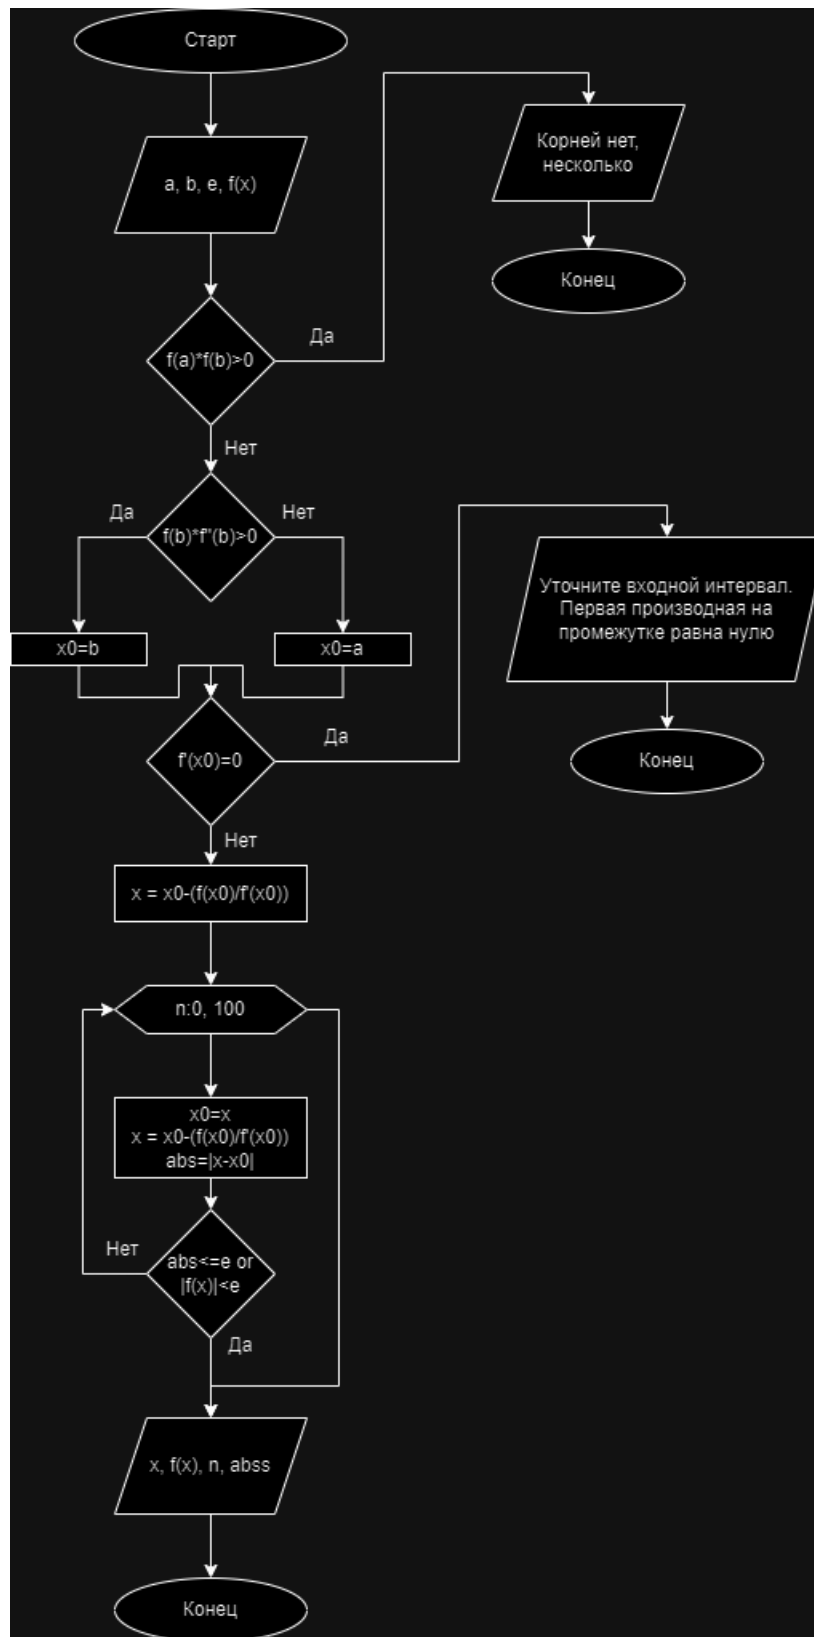 Старт
a, b, e, f(x)
Корней нет,
несколько
Конец
f(a)*f(b)>0
Да
Нет
f(b)*f''(b)>0
Да
Нет
x0=b
x0=a
Уточните входной интервал.
Первая производная на
промежутке равна нулю
Конец
f'(x0)=0
Да
Нет
x = x0-(f(x0)/f'(x0))
n:0, 100
x0=x
x = x0-(f(x0)/f'(x0))
abs=|x-x0|
abs<=e or
|f(x)|<e
Нет
Да
x, f(x), n, abss
Конец